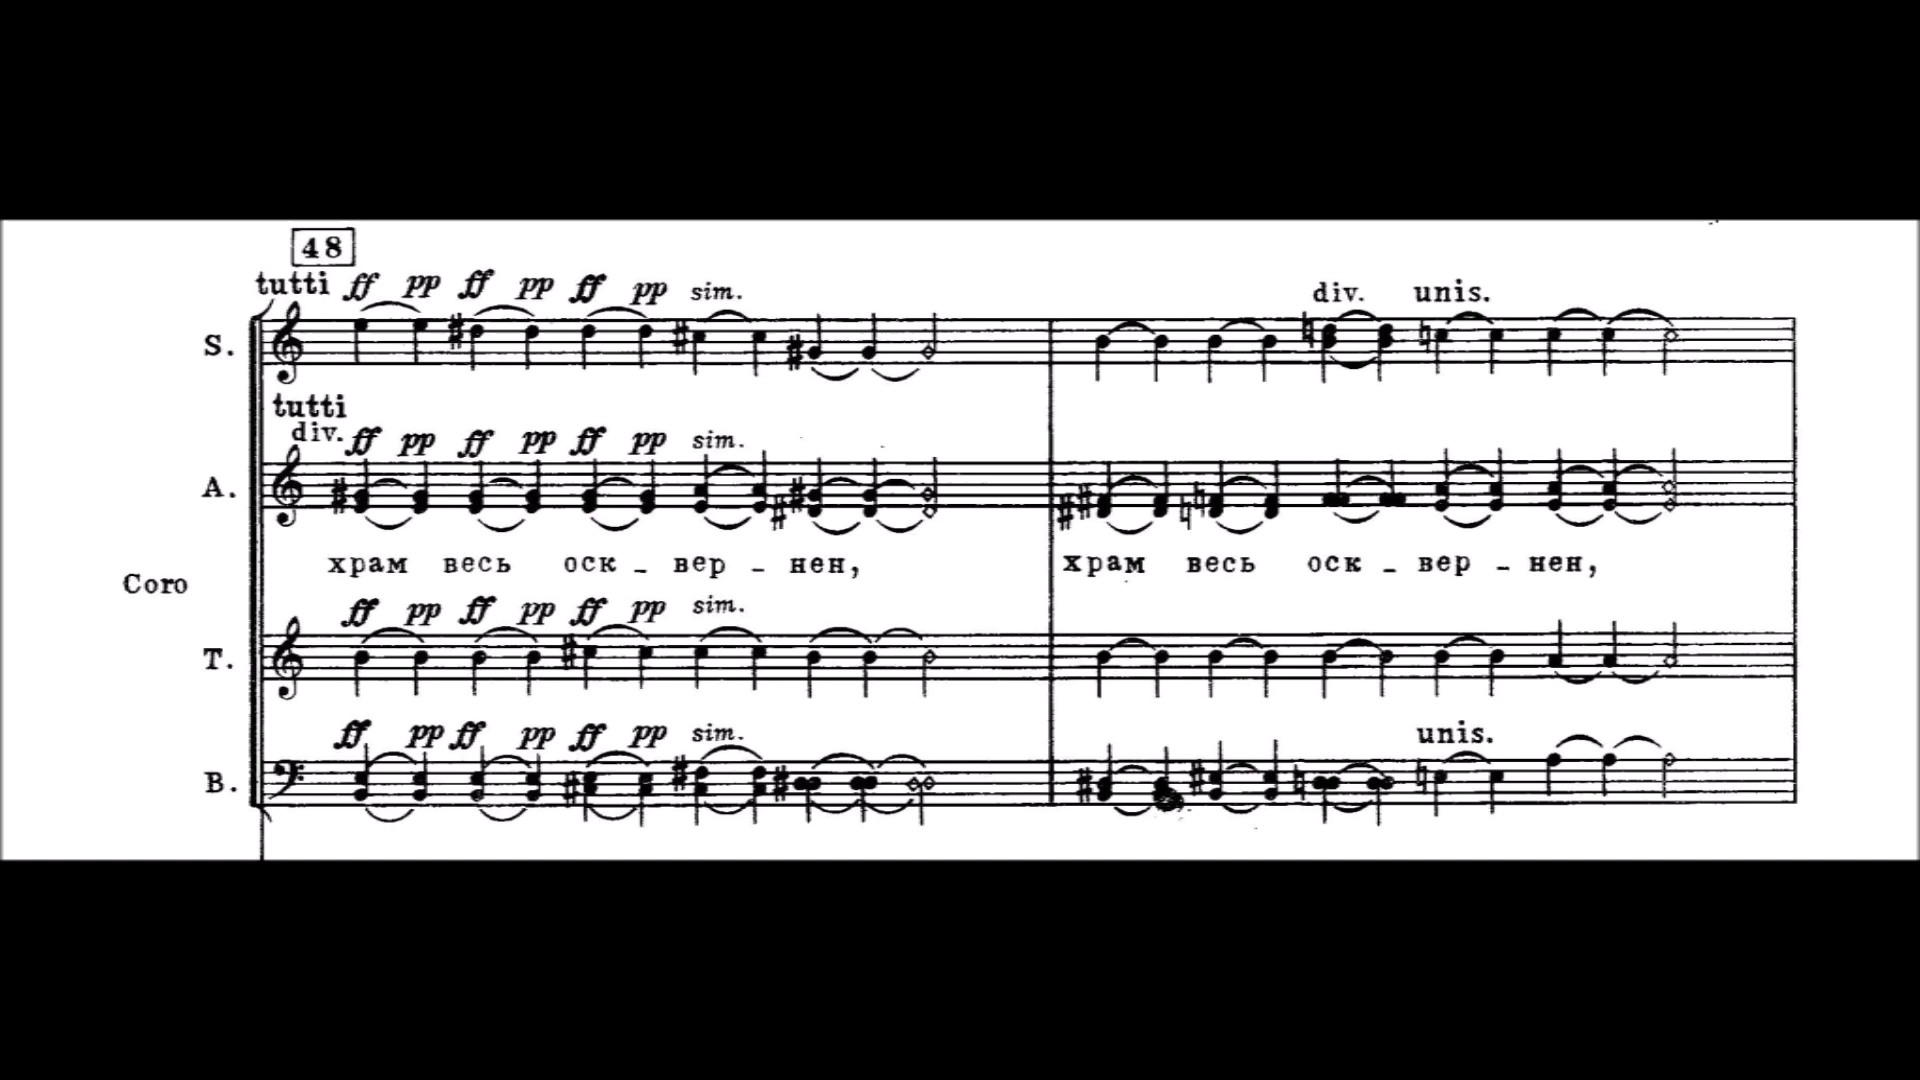 48
tutti ff pp ff pp ff pp sim. div. unis.
S.
tutti
div. ff pp ff pp ff pp sim.
A.
храм весь оск - вер - нен, храм весь оск - вер - нен,
Coro
ff pp ff pp ff pp sim.
T.
ff pp ff pp ff pp sim. unis.
B.